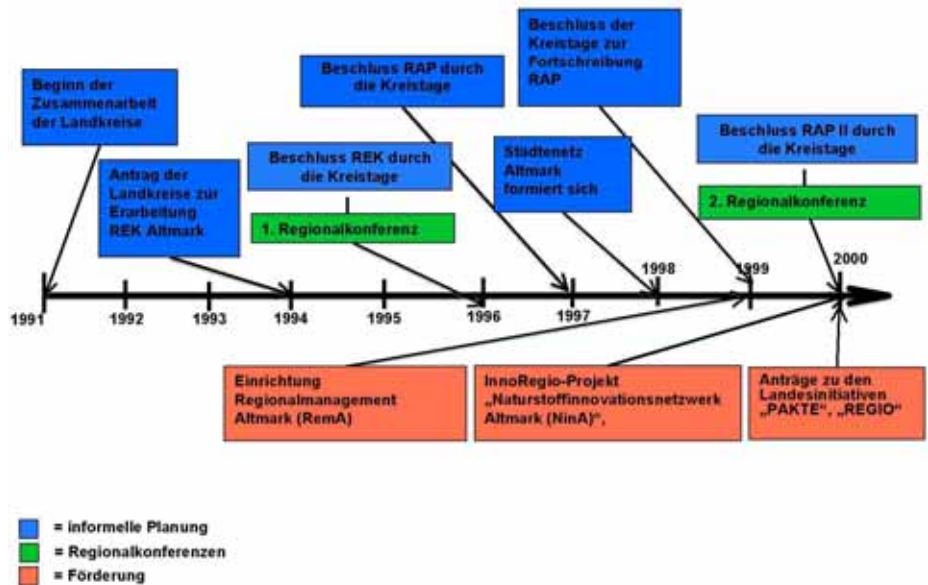 Beginn der
Zusammenarbeit
der Landkreise
Antrag der
Landkreise zur
Erarbeitung
REK Altmark
Beschluss REK durch
die Kreistage
1. Regionalkonferenz
Beschluss RAP durch
die Kreistage
Städtenetz
Altmark
formiert sich
Beschluss der
Kreistage zur
Fortschreibung
RAP
Beschluss RAP II durch
die Kreistage
2. Regionalkonferenz
1991
1992
1993
1994
1995
1996
1997
1998
1999
2000
Einrichtung
Regionalmanagement
Altmark (RemA)
InnoRegio-Projekt
„Naturstoffinnovationsnetzwerk
Altmark (NinA)“,
Anträge zu den
Landesinitiativen
„PAKTE“, „REGIO“
= informelle Planung
= Regionalkonferenzen
= Förderung